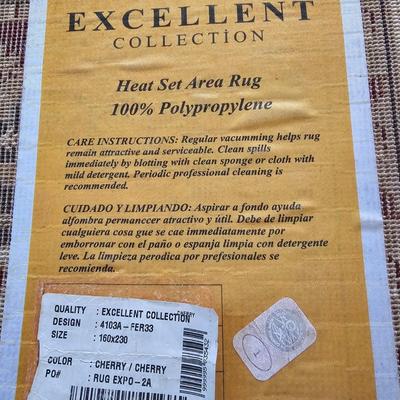 EXCELLENT
COLLECTİON
Heat Set Area Rug
100% Polypropylene
CARE INSTRUCTIONS: Regular vacumming helps rug
remain attractive and serviceable. Clean spills
immediately by blotting with clean sponge or cloth with
mild detergent. Periodic professional cleaning is
recommended.
CUIDADO Y LIMPIANDO: Aspirar a fondo ayuda
alfombra permanccer atractivo y útil. Debe de limpiar
cualguiera cosa gue se cae immediatamente por
emborronar con el paño o espanja limpia con detergente
leve. La limpieza perodica por prefesionales se
recomienda.
QUALITY : EXCELLENT COLLECTION
DESIGN : 4103A-FER33
SIZE : 160x230
COLOR : CHERRY / CHERRY
PO# : RUG EXPO-2A